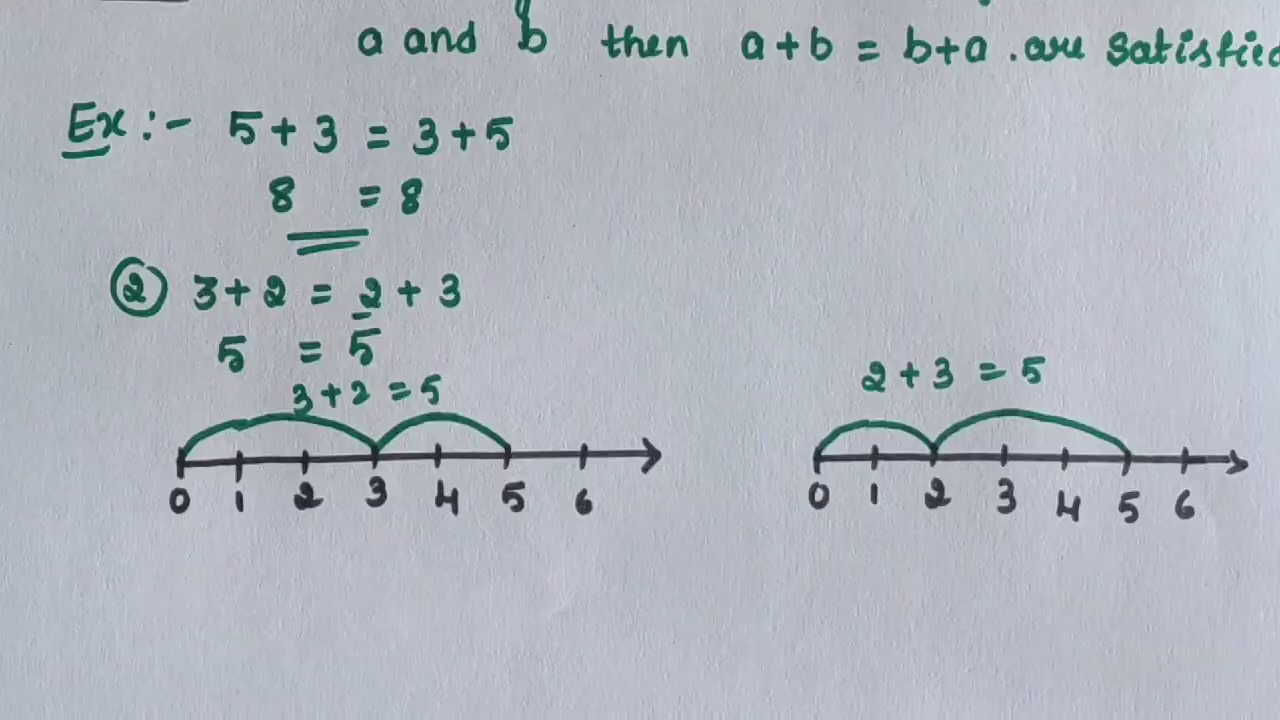 a and b then a + b = b + a . are satisfied
Ex :- 5 + 3 = 3 + 5
8 = 8
② 3 + 2 = 2 + 3
5 = 5
3 + 2 = 5
0 1 2 3 4 5 6
2 + 3 = 5
0 1 2 3 4 5 6